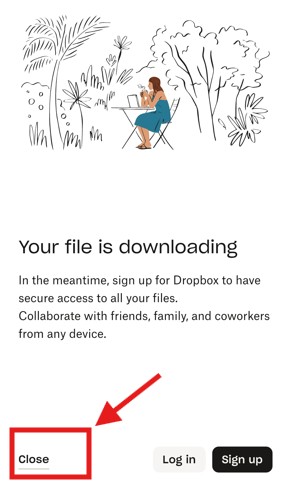 Your file is downloading
In the meantime, sign up for Dropbox to have
secure access to all your files.
Collaborate with friends, family, and coworkers
from any device.
Close
Log in
Sign up